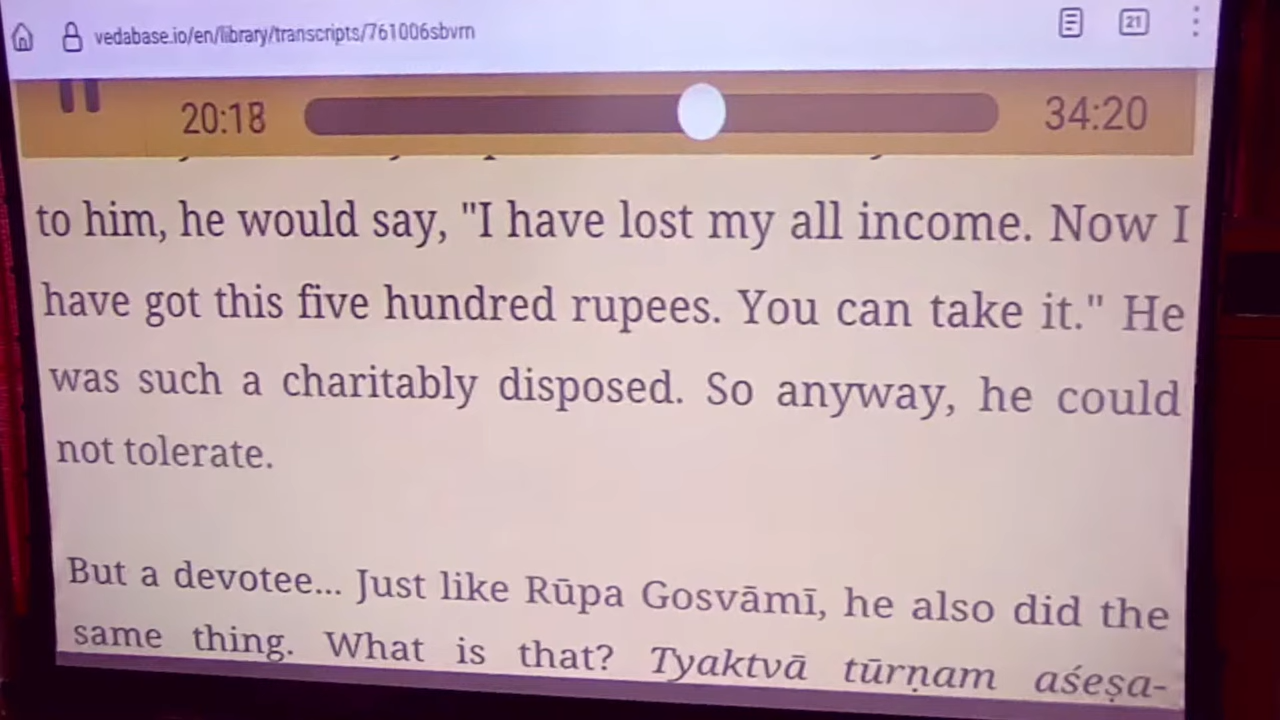 vedabase.io/en/library/transcripts/761006sbvrn
21
20:18
34:20
to him, he would say, "I have lost my all income. Now I
have got this five hundred rupees. You can take it." He
was such a charitably disposed. So anyway, he could
not tolerate.
But a devotee... Just like Rūpa Gosvāmī, he also did the
same thing. What is that? Tyaktvā tūrṇam aśeṣa-